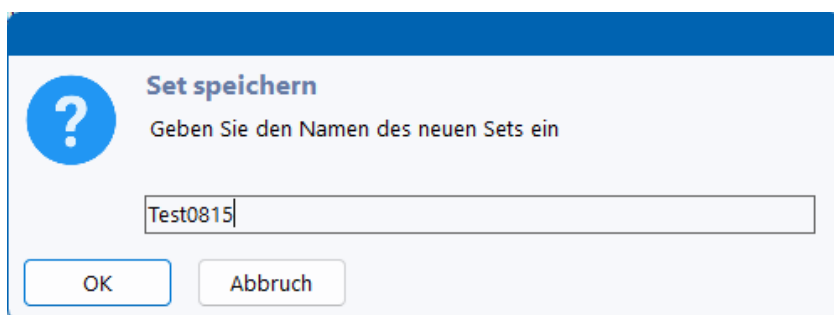 Set speichern
Geben Sie den Namen des neuen Sets ein
Test0815
OK Abbruch